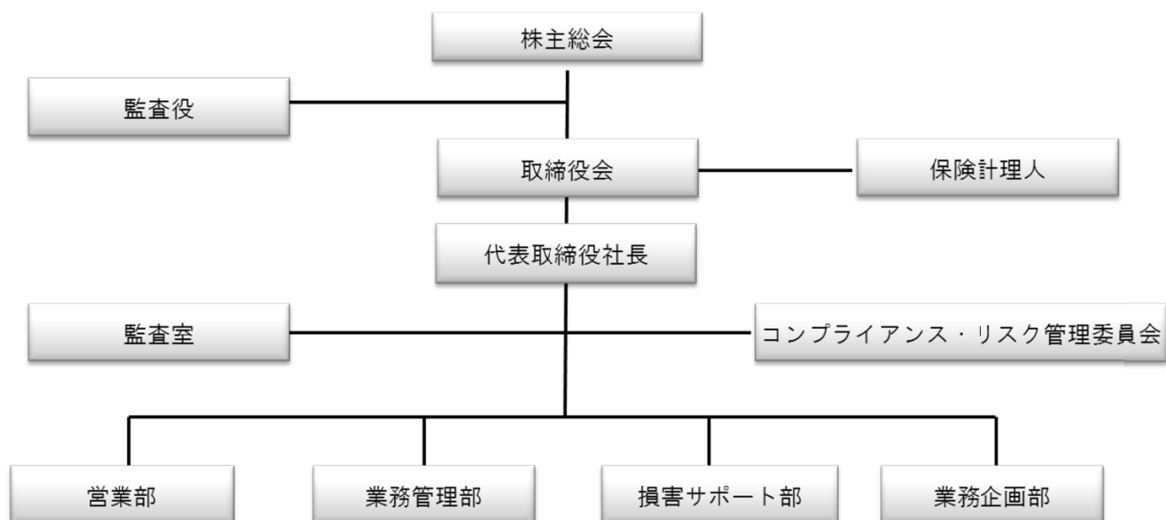 株主総会
監査役
取締役会
保険計理人
代表取締役社長
監査室
コンプライアンス・リスク管理委員会
営業部
業務管理部
損害サポート部
業務企画部